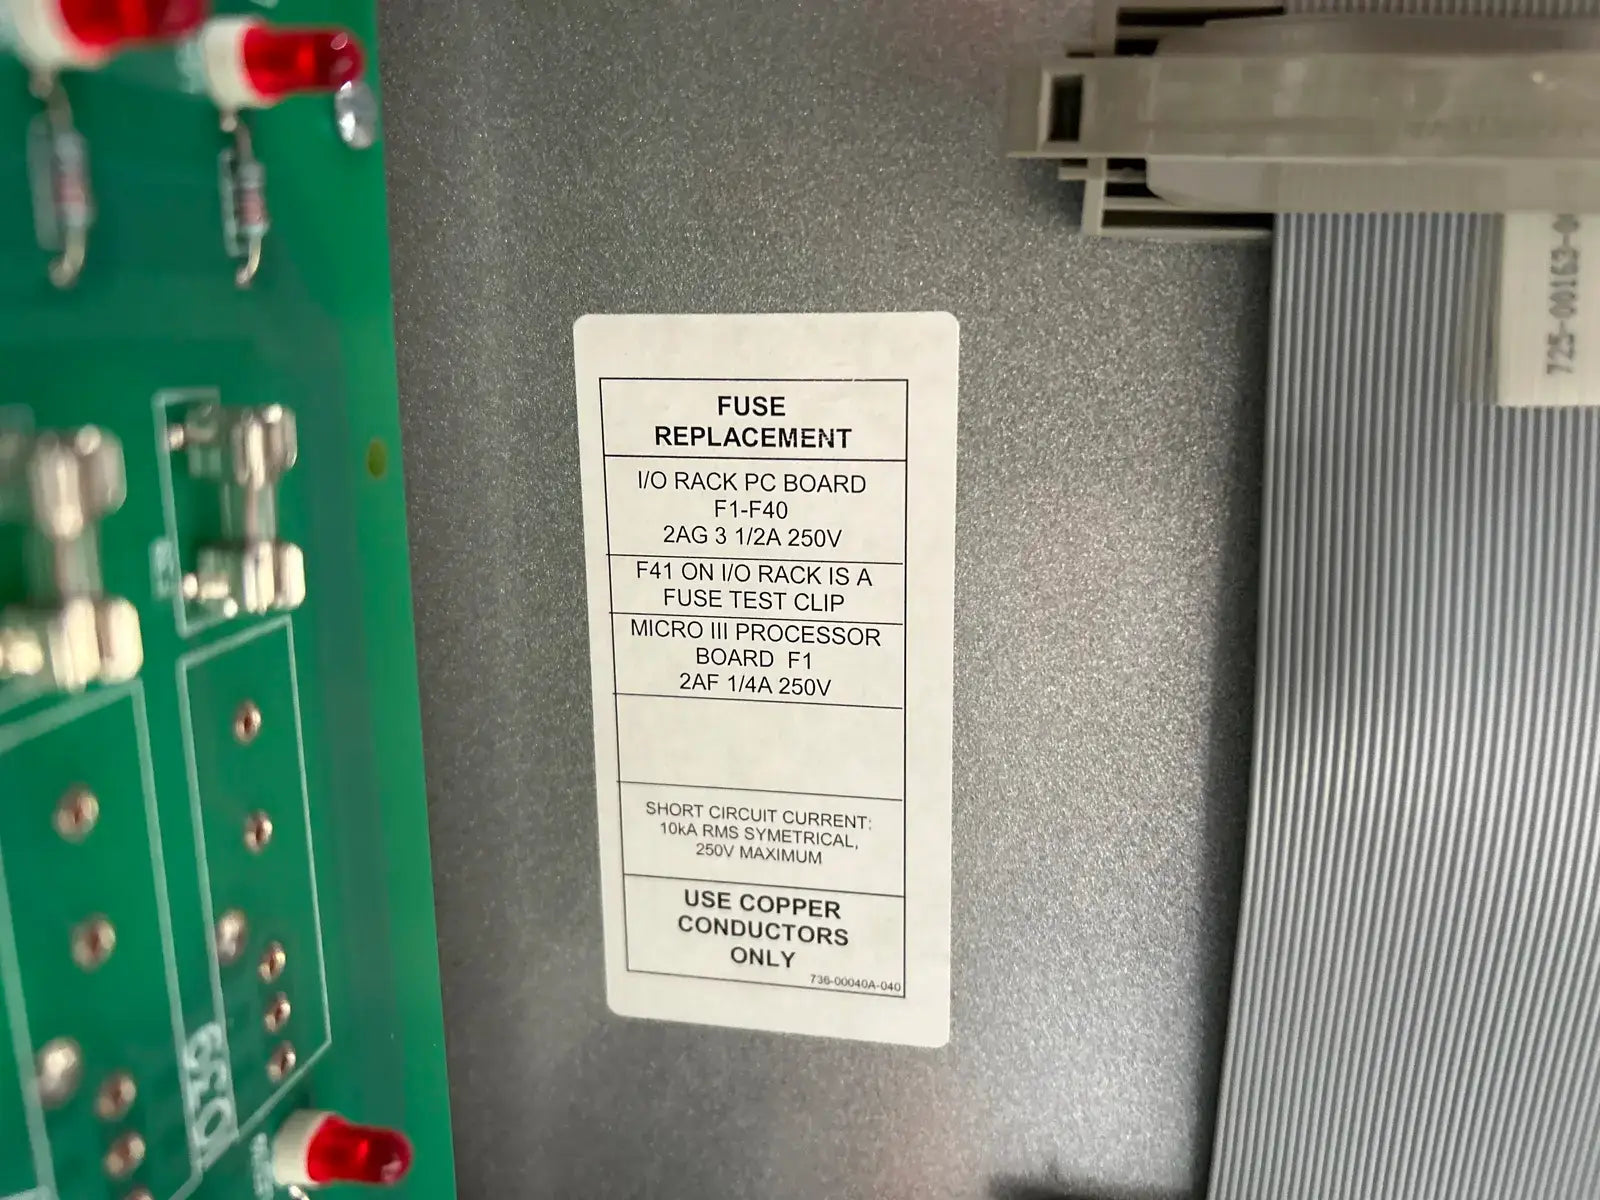 FUSE
REPLACEMENT
I/O RACK PC BOARD
F1-F40
2AG 3 1/2A 250V
F41 ON I/O RACK IS A
FUSE TEST CLIP
MICRO III PROCESSOR
BOARD F1
2AF 1/4A 250V
SHORT CIRCUIT CURRENT:
10kA RMS SYMETRICAL,
250V MAXIMUM
USE COPPER
CONDUCTORS
ONLY
736-00040A-040
IO39